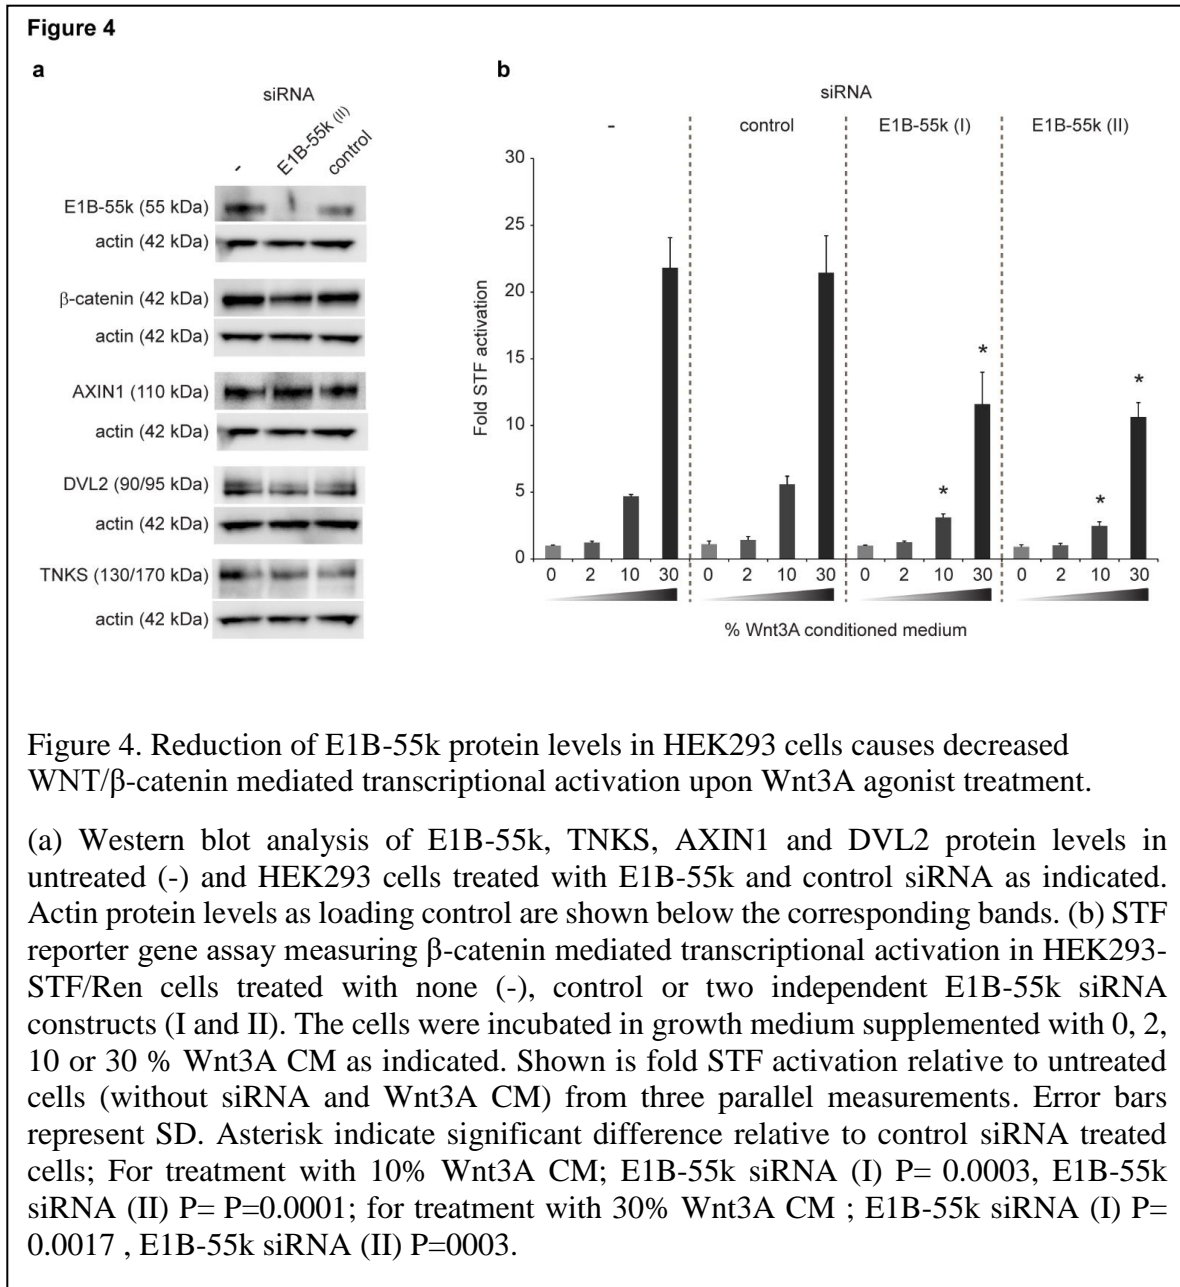 Figure 4
a
siRNA
- E1B-55k (II) control
E1B-55k (55 kDa)
actin (42 kDa)
β-catenin (42 kDa)
actin (42 kDa)
AXIN1 (110 kDa)
actin (42 kDa)
DVL2 (90/95 kDa)
actin (42 kDa)
TNKS (130/170 kDa)
actin (42 kDa)
b
siRNA
- control E1B-55k (I) E1B-55k (II)
30
25
20
15
10
5
0
Fold STF activation
* * * *
0 2 10 30 0 2 10 30 0 2 10 30 0 2 10 30
% Wnt3A conditioned medium
Figure 4. Reduction of E1B-55k protein levels in HEK293 cells causes decreased
WNT/β-catenin mediated transcriptional activation upon Wnt3A agonist treatment.
(a) Western blot analysis of E1B-55k, TNKS, AXIN1 and DVL2 protein levels in
untreated (-) and HEK293 cells treated with E1B-55k and control siRNA as indicated.
Actin protein levels as loading control are shown below the corresponding bands. (b) STF
reporter gene assay measuring β-catenin mediated transcriptional activation in HEK293-
STF/Ren cells treated with none (-), control or two independent E1B-55k siRNA
constructs (I and II). The cells were incubated in growth medium supplemented with 0, 2,
10 or 30 % Wnt3A CM as indicated. Shown is fold STF activation relative to untreated
cells (without siRNA and Wnt3A CM) from three parallel measurements. Error bars
represent SD. Asterisk indicate significant difference relative to control siRNA treated
cells; For treatment with 10% Wnt3A CM; E1B-55k siRNA (I) P= 0.0003, E1B-55k
siRNA (II) P= P=0.0001; for treatment with 30% Wnt3A CM ; E1B-55k siRNA (I) P=
0.0017 , E1B-55k siRNA (II) P=0003.